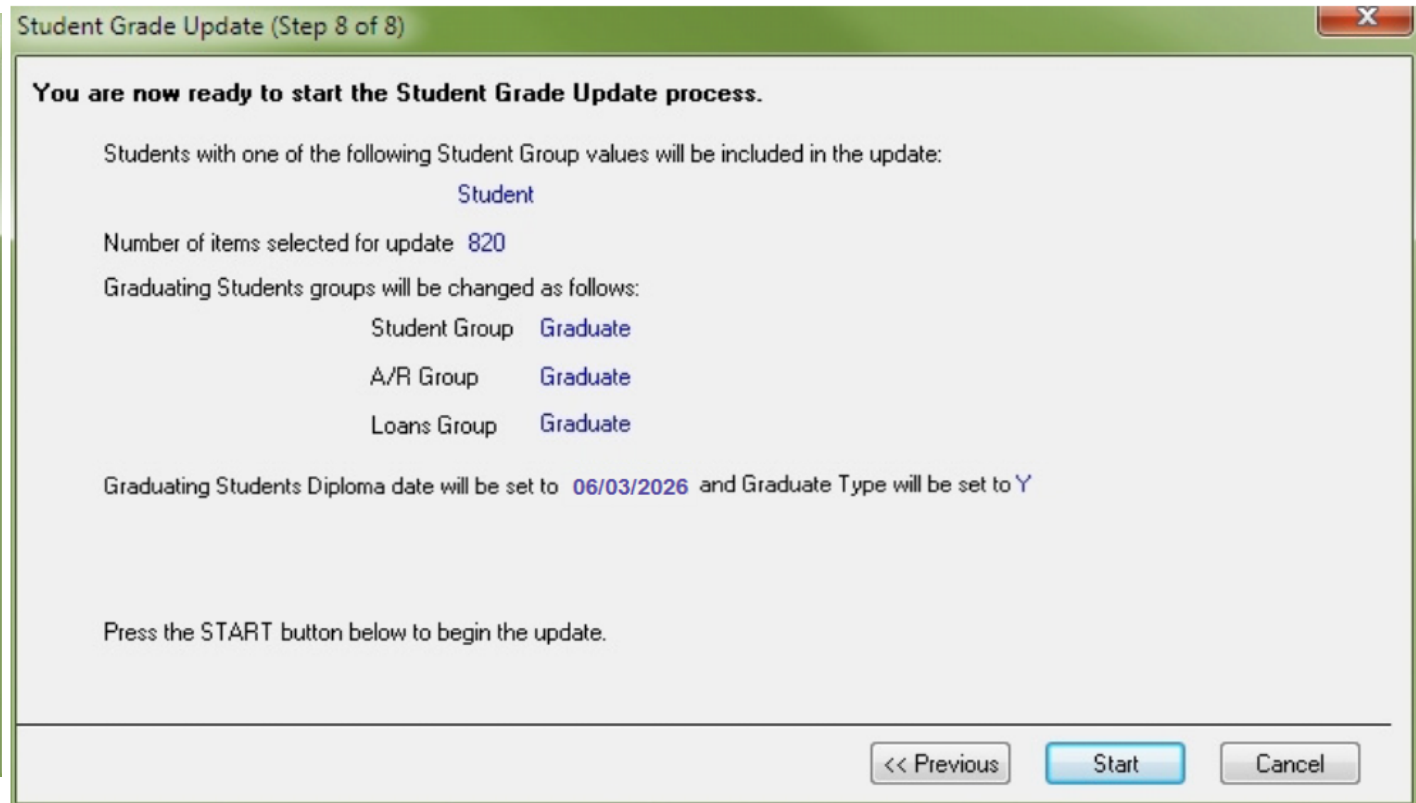 Student Grade Update (Step 8 of 8)
x
You are now ready to start the Student Grade Update process.
Students with one of the following Student Group values will be included in the update:
Student
Number of items selected for update 820
Graduating Students groups will be changed as follows:
Student Group Graduate
A/R Group Graduate
Loans Group Graduate
Graduating Students Diploma date will be set to 06/03/2026 and Graduate Type will be set to Y
Press the START button below to begin the update.
<< Previous Start Cancel